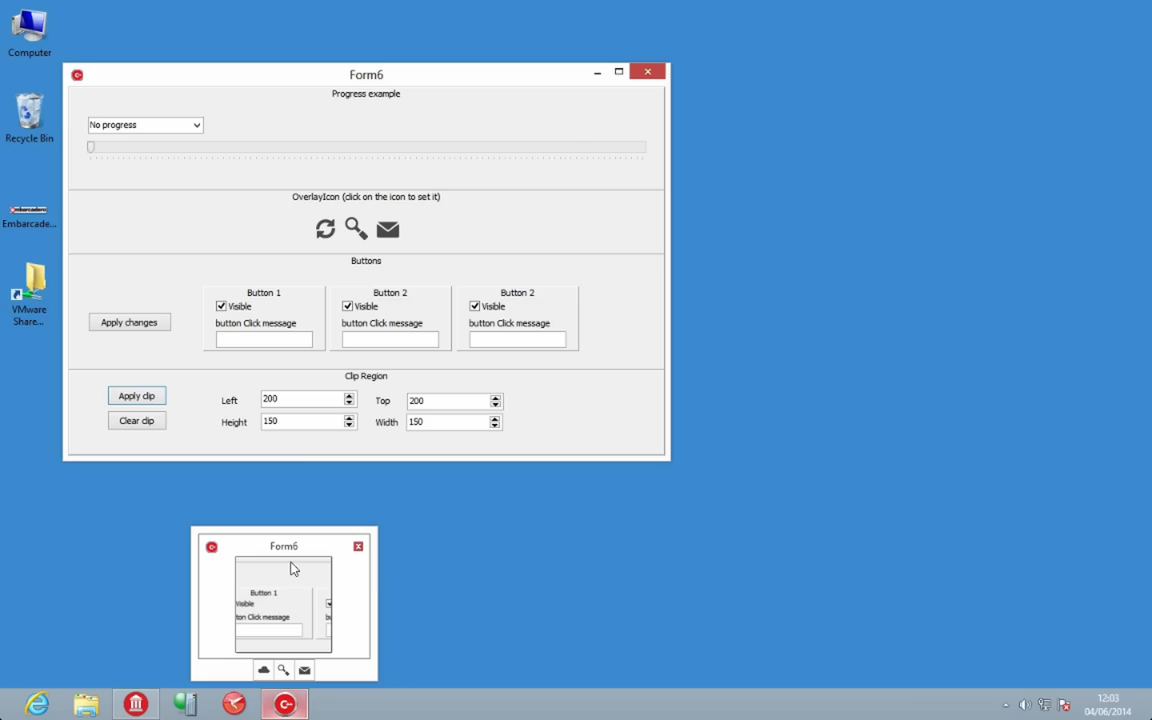 Computer
Recycle Bin
Embarcade...
VMware
Share...
Form6
Progress example
No progress
OverlayIcon (click on the icon to set it)
Buttons
Button 1
Button 2
Button 2
Visible
Visible
Visible
Apply changes
button Click message
button Click message
button Click message
Clip Region
Apply clip
Left
200
Top
200
Clear clip
Height
150
Width
150
Form6
Button 1
Visible
ton Click message
bu
12:03
04/06/2014